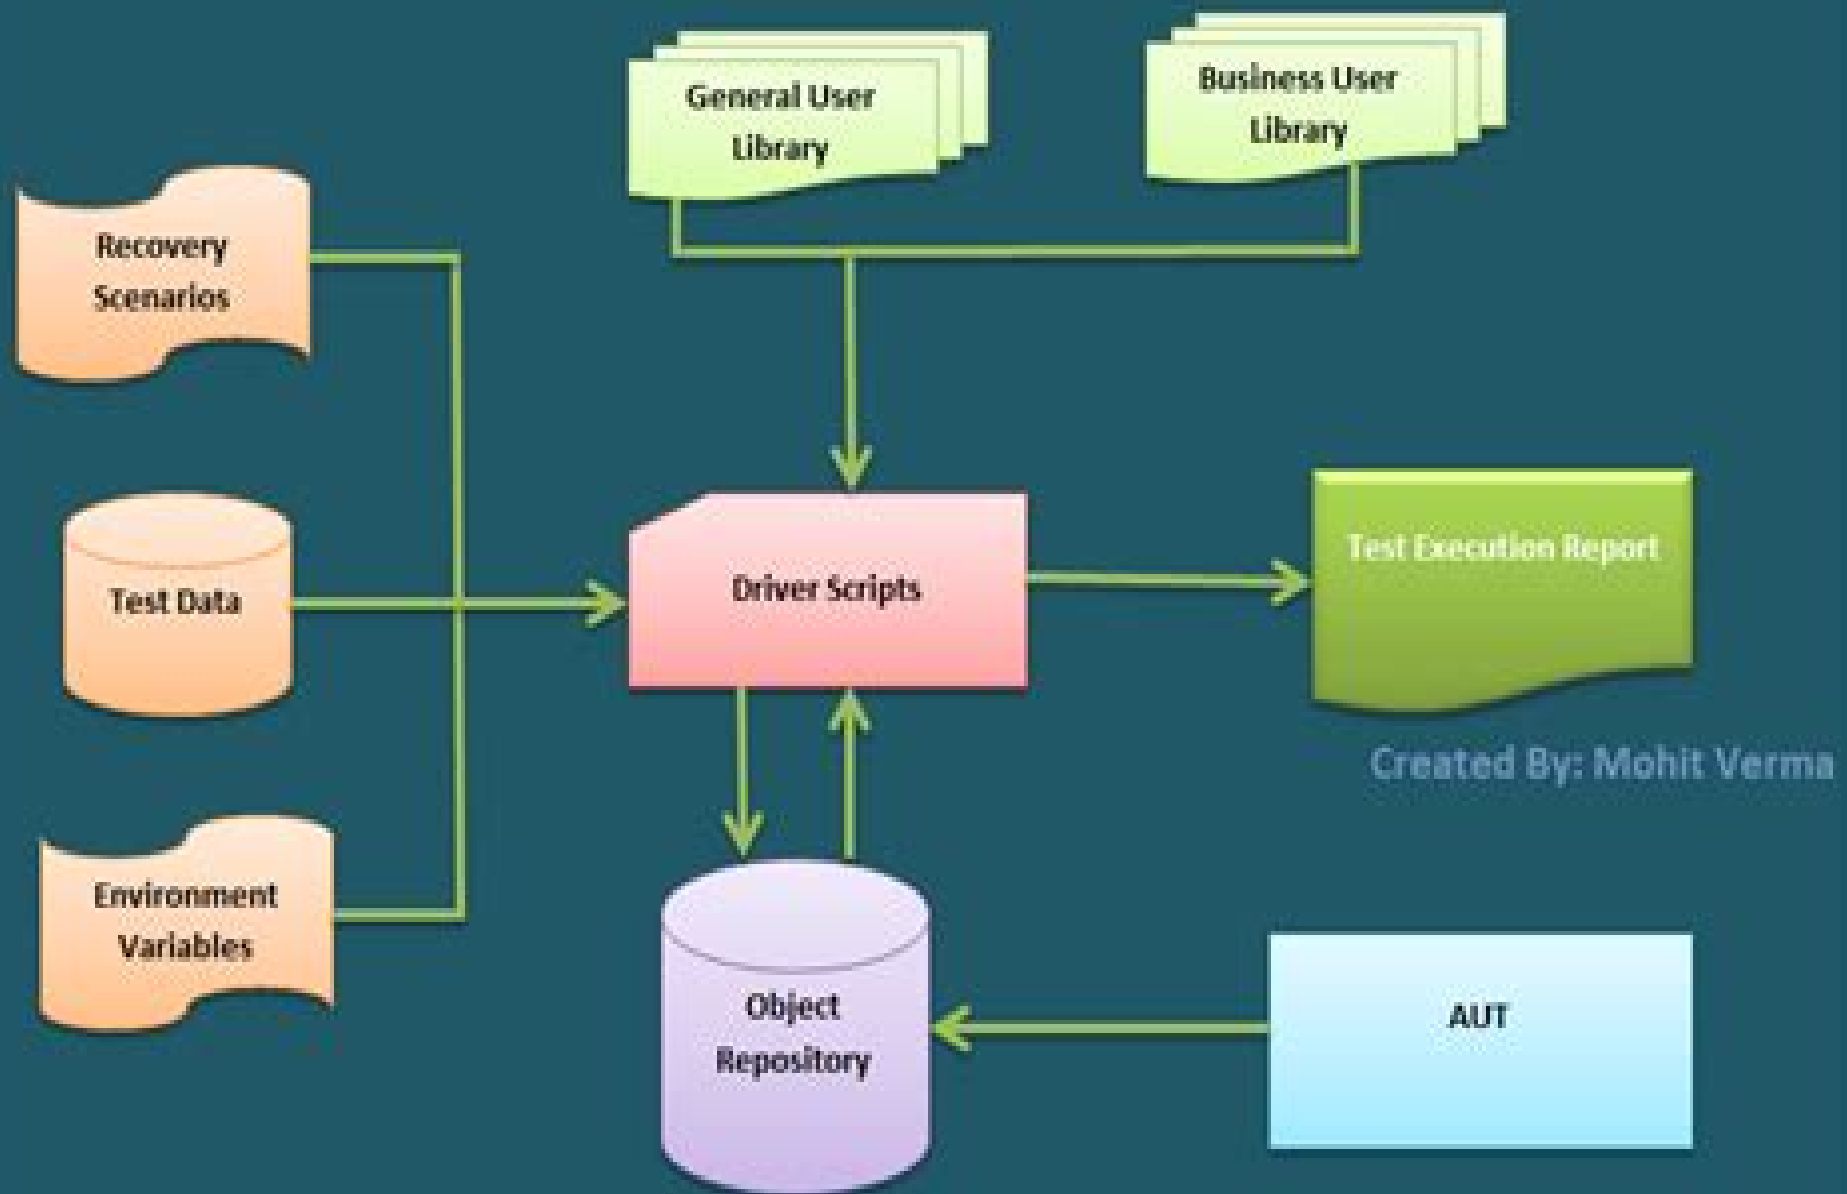 General User
Library
Business User
Library
Recovery
Scenarios
Test Data
Driver Scripts
Test Execution Report
Created By: Mohit Verma
Environment
Variables
Object
Repository
AUT